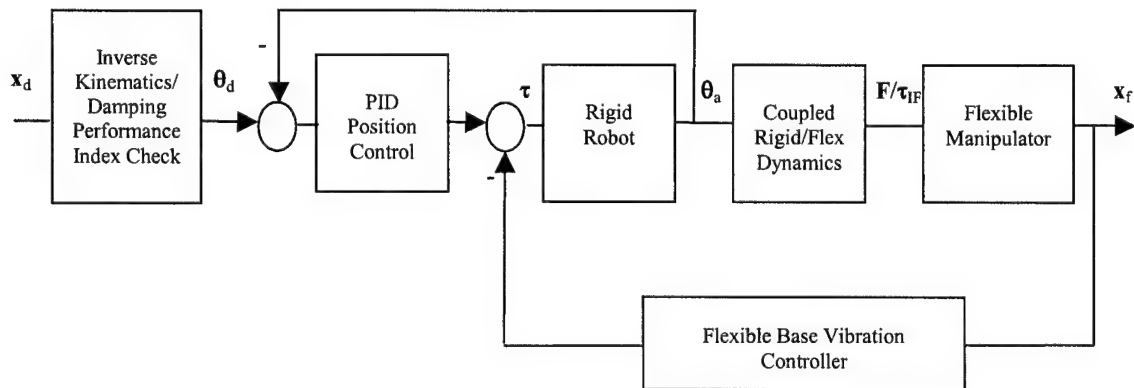 x_d
Inverse
Kinematics/
Damping
Performance
Index Check
θ_d
-
PID
Position
Control
τ
-
Rigid
Robot
θ_a
Coupled
Rigid/Flex
Dynamics
F/τ_IF
Flexible
Manipulator
x_f
Flexible Base Vibration
Controller